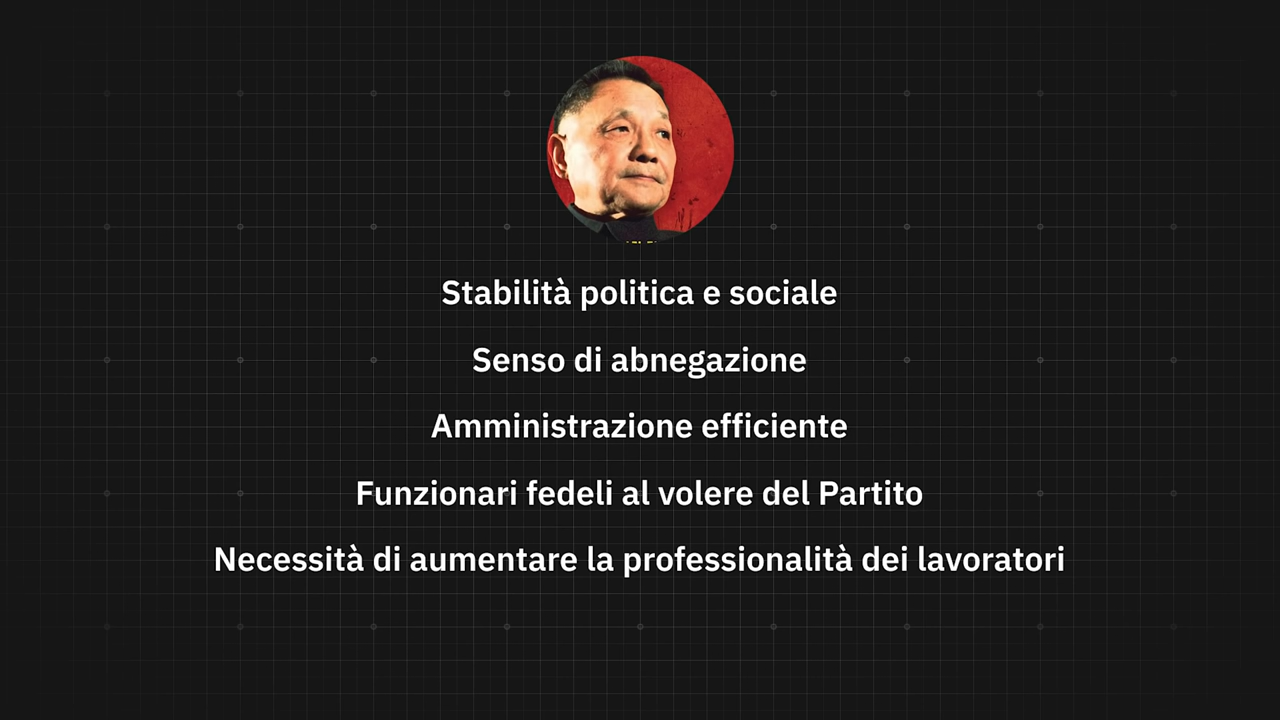 Stabilità politica e sociale
Senso di abnegazione
Amministrazione efficiente
Funzionari fedeli al volere del Partito
Necessità di aumentare la professionalità dei lavoratori